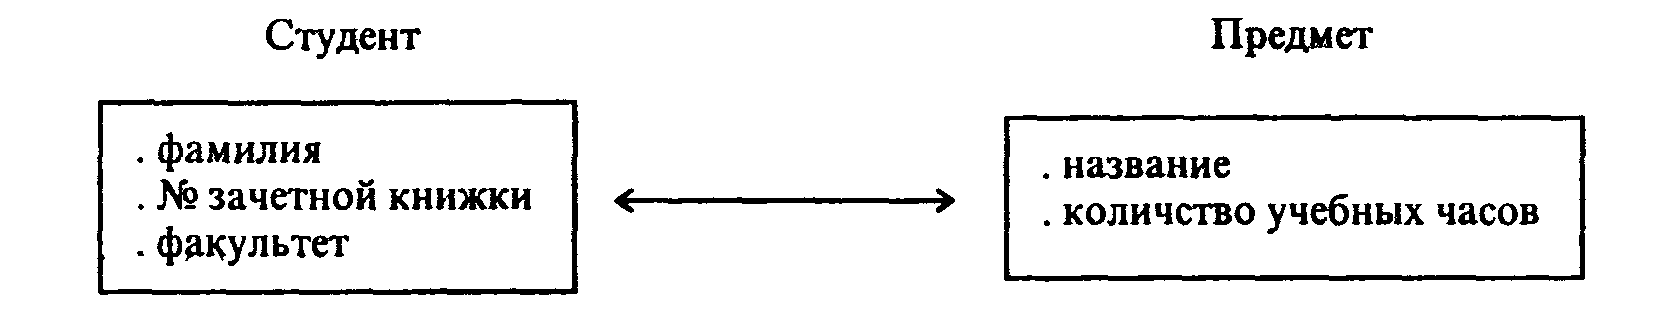 Студент
Предмет
. фамилия
. № зачетной книжки
. факультет
. название
. количство учебных часов